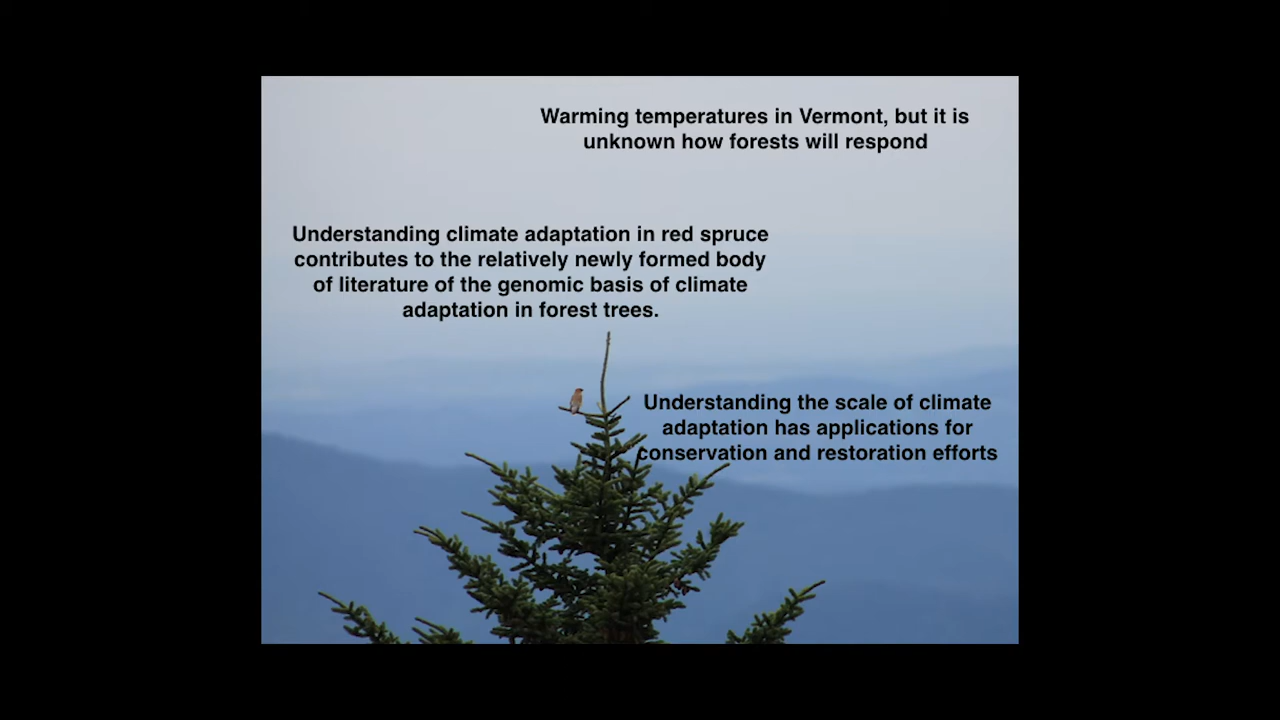 Warming temperatures in Vermont, but it is
unknown how forests will respond
Understanding climate adaptation in red spruce
contributes to the relatively newly formed body
of literature of the genomic basis of climate
adaptation in forest trees.
Understanding the scale of climate
adaptation has applications for
conservation and restoration efforts